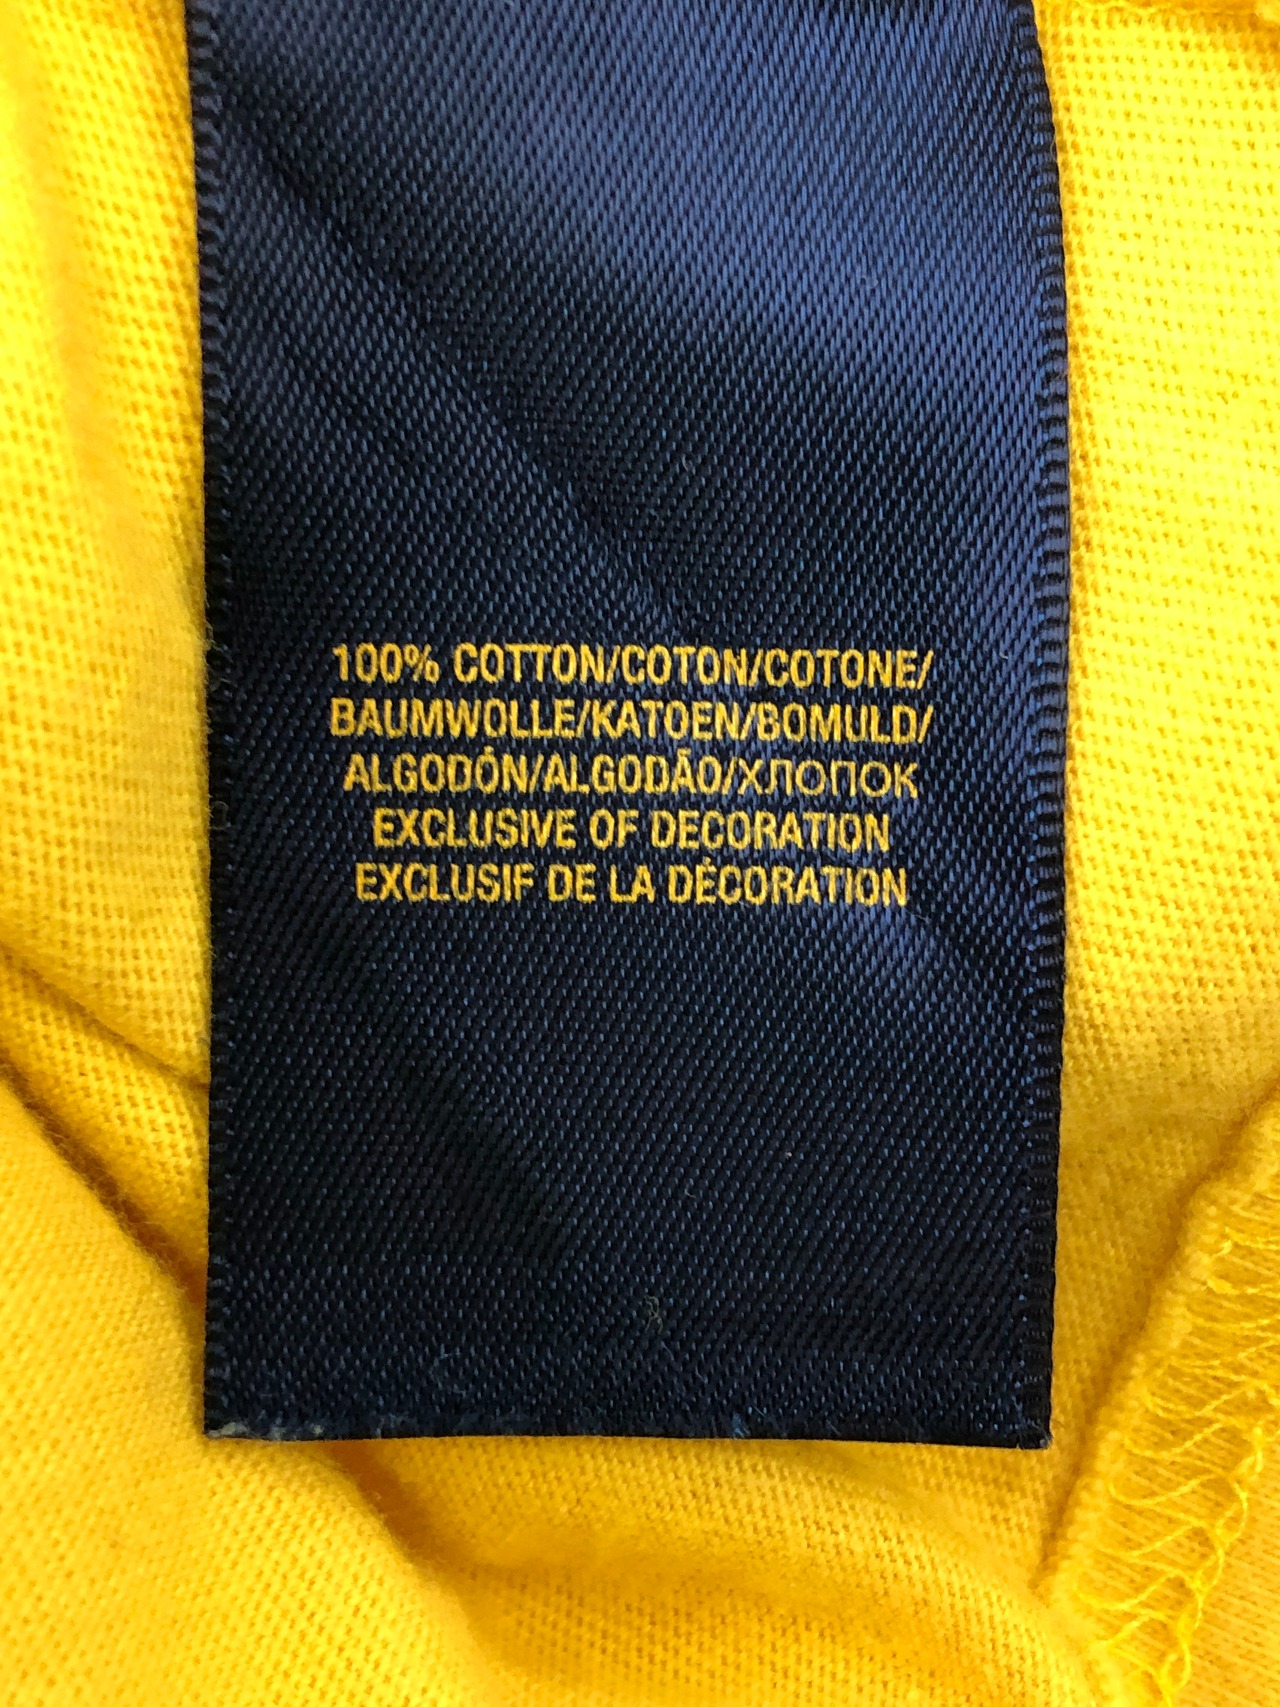 100% COTTON/COTON/COTONE/
BAUMWOLLE/KATOEN/BOMULD/
ALGODÓN/ALGODÃO/ХЛОПОК
EXCLUSIVE OF DECORATION
EXCLUSIF DE LA DÉCORATION